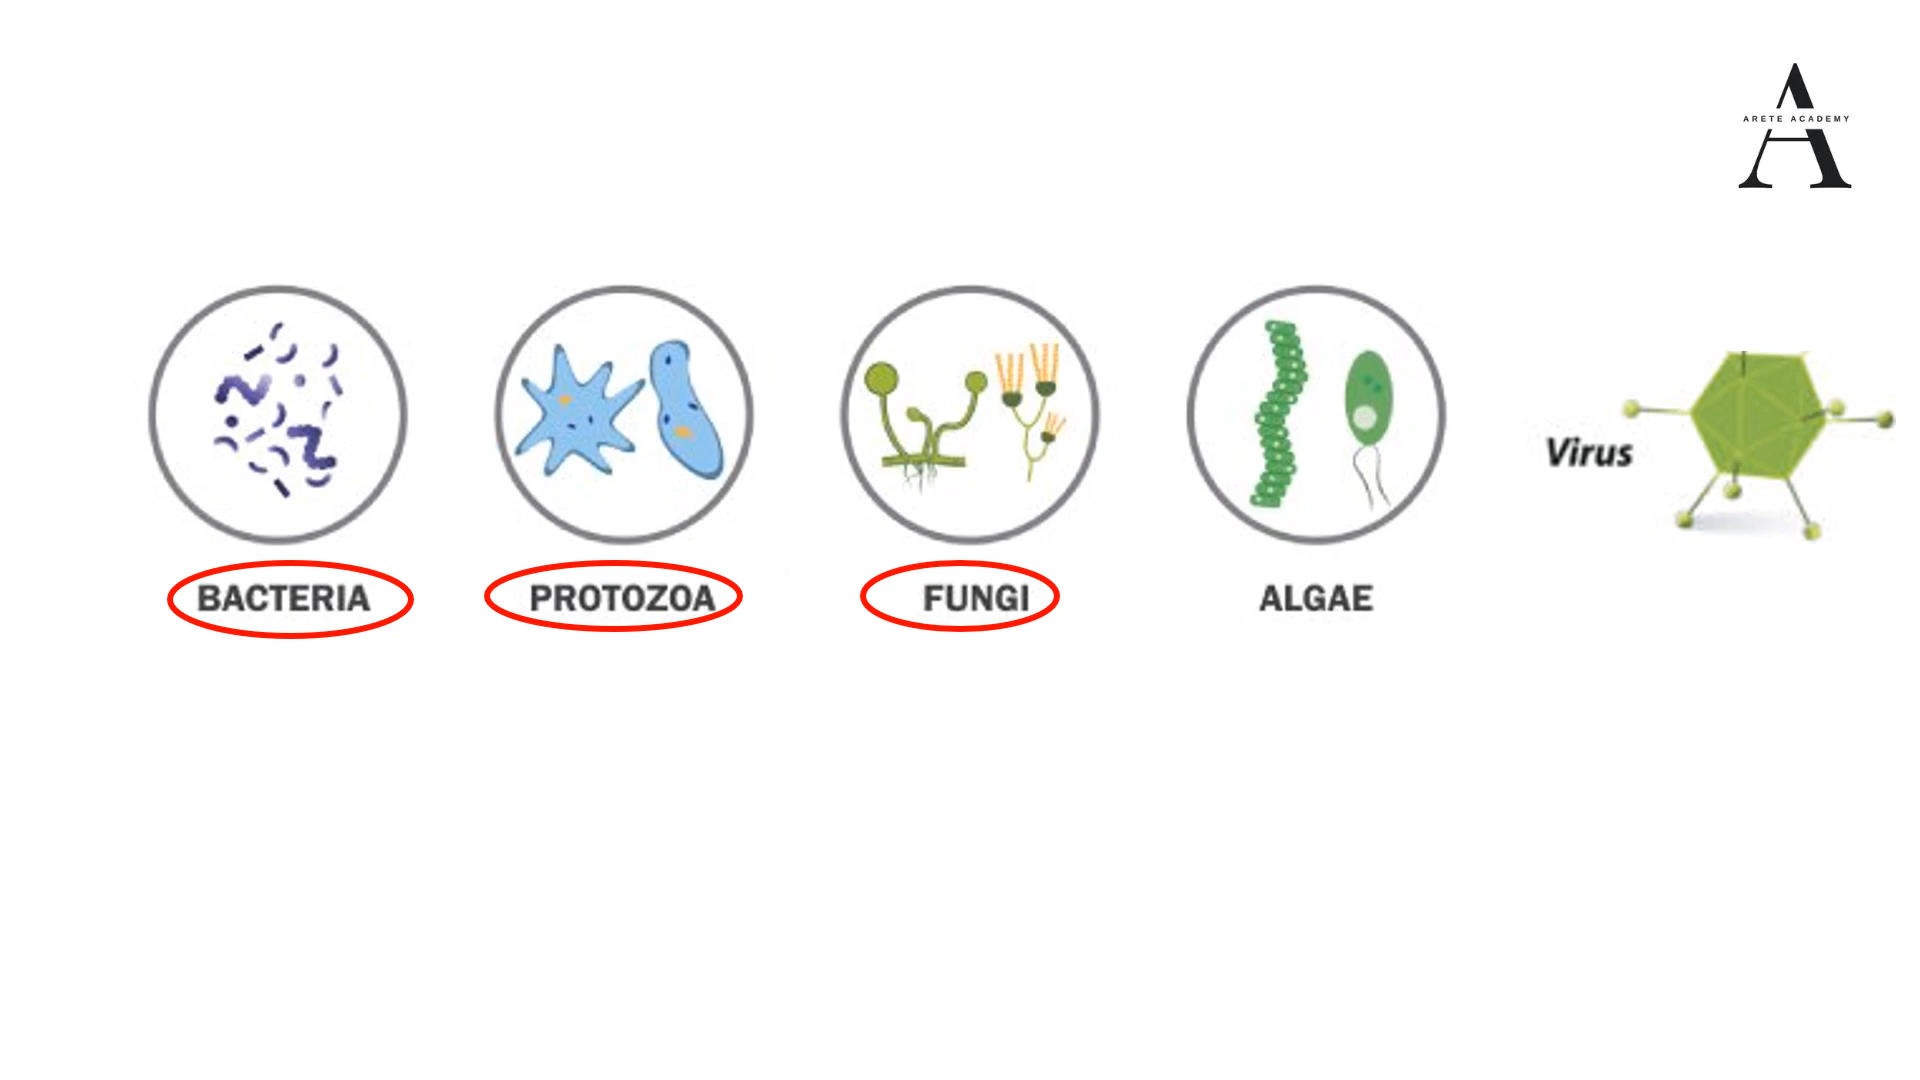 ARETE ACADEMY
Virus
BACTERIA
PROTOZOA
FUNGI
ALGAE